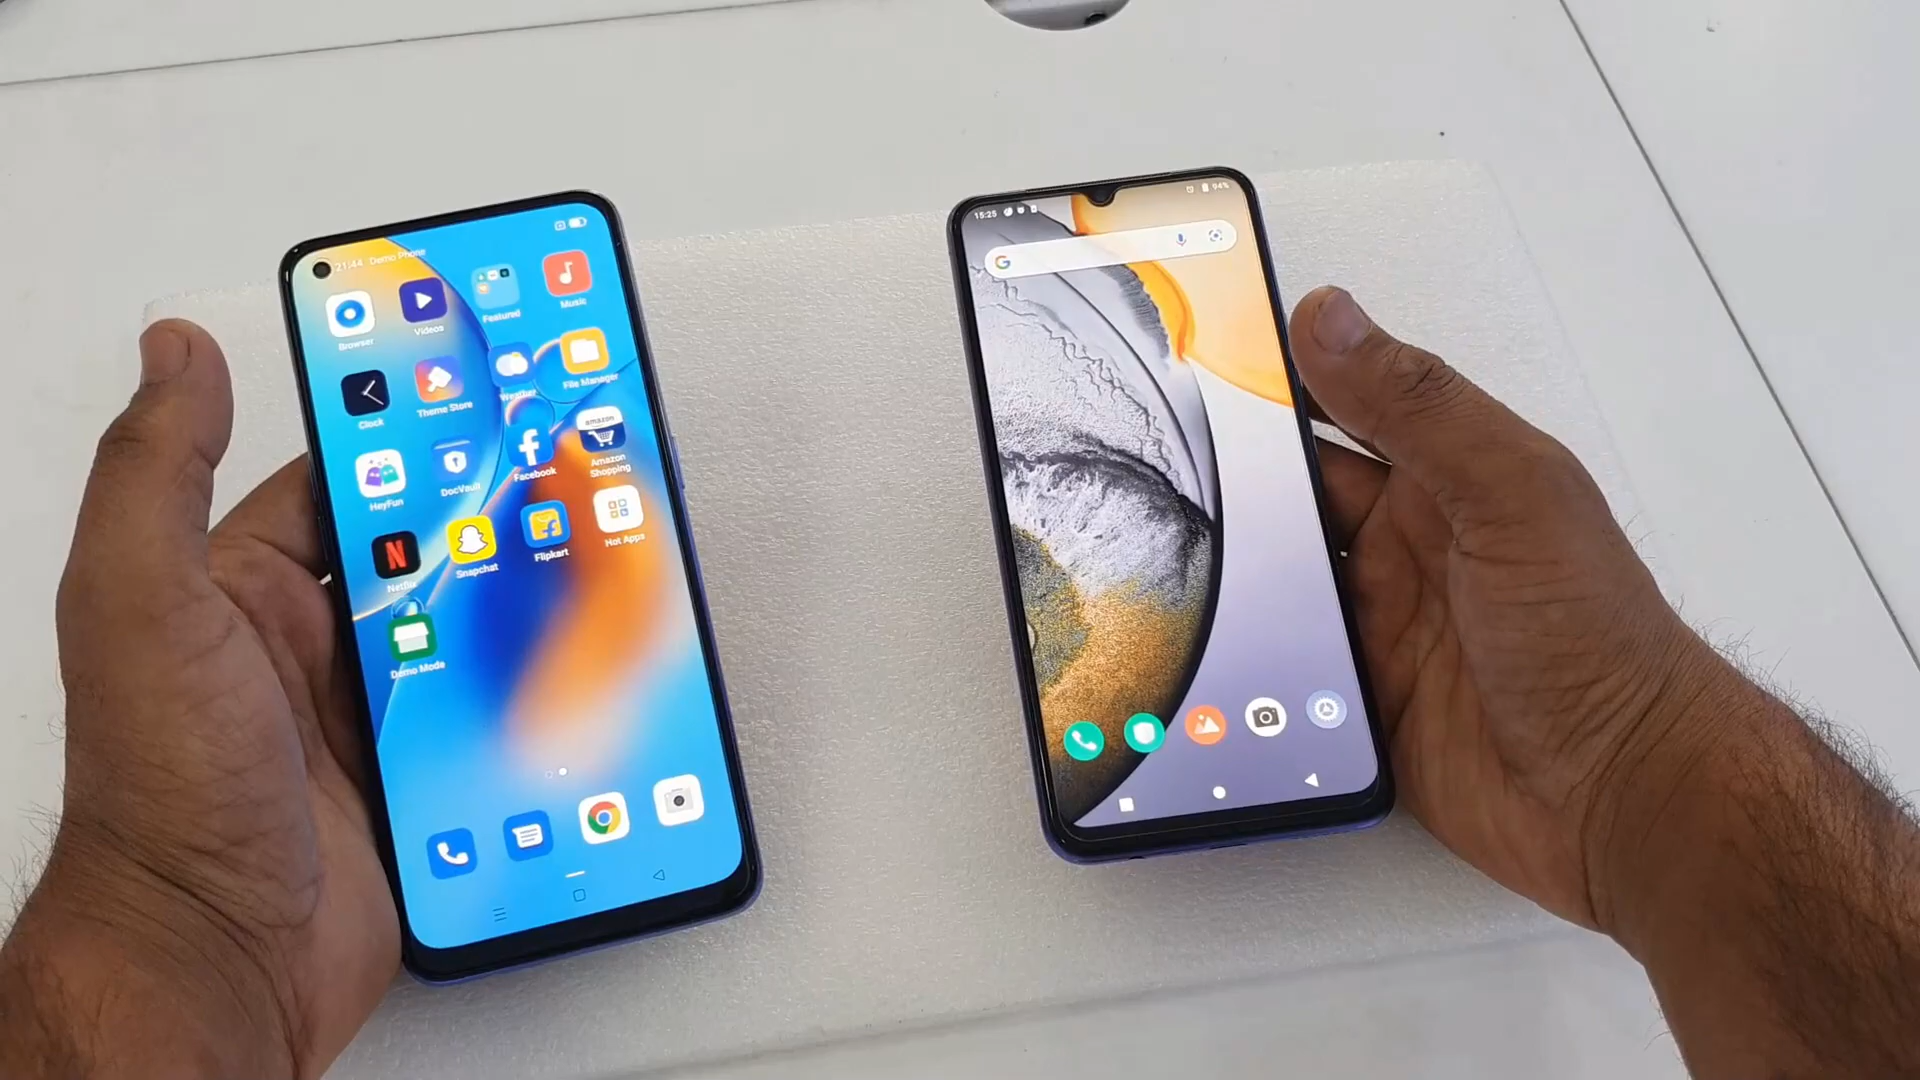 21:44 Demo Phone
Browser
Videos
Featured
Music
Clock
Theme Store
Weather
File Manager
HeyFun
DocVault
Facebook
amazon
Amazon
Shopping
Netflix
Snapchat
Flipkart
Hot Apps
Demo Mode
15:25
94%